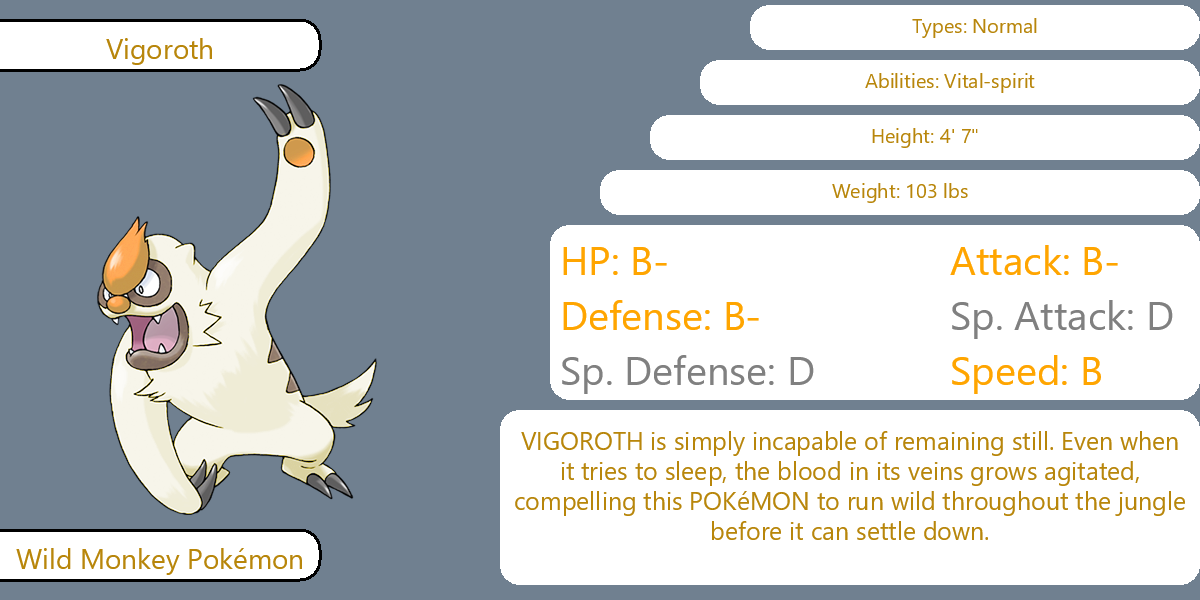 Vigoroth
Types: Normal
Abilities: Vital-spirit
Height: 4' 7"
Weight: 103 lbs
HP: B-
Attack: B-
Defense: B-
Sp. Attack: D
Sp. Defense: D
Speed: B
VIGOROTH is simply incapable of remaining still. Even when
it tries to sleep, the blood in its veins grows agitated,
compelling this POKéMON to run wild throughout the jungle
before it can settle down.
Wild Monkey Pokémon